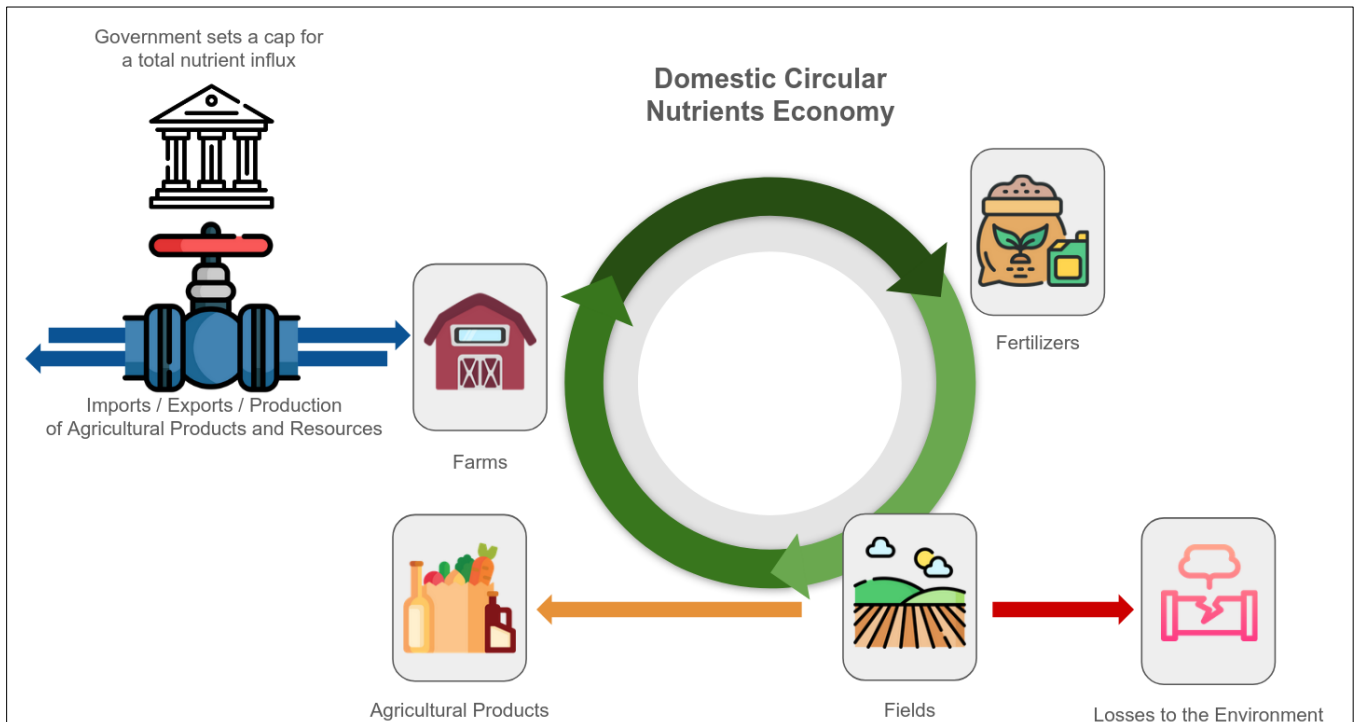 Government sets a cap for
a total nutrient influx
Domestic Circular
Nutrients Economy
Fertilizers
Imports / Exports / Production
of Agricultural Products and Resources
Farms
Agricultural Products
Fields
Losses to the Environment